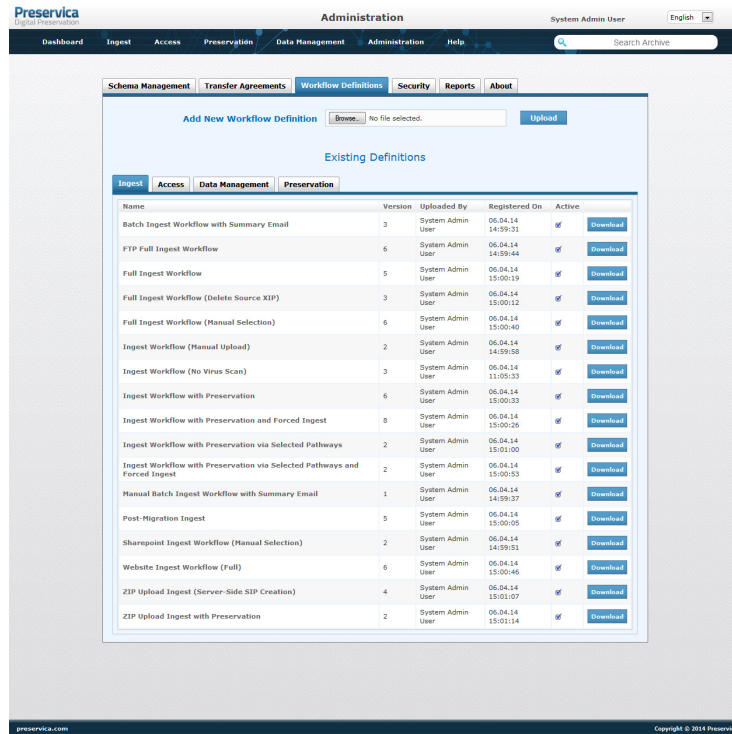 Preservica
Digital Preservation
Administration
System Admin User
English
Dashboard Ingest Access Preservation Data Management Administration Help
Search Archive
Schema Management Transfer Agreements Workflow Definitions Security Reports About
Add New Workflow Definition Browse... No file selected. Upload
Existing Definitions
Ingest Access Data Management Preservation
Name Version Uploaded By Registered On Active
Batch Ingest Workflow with Summary Email 3 System Admin User 06.04.14 14:59:31 Download
FTP Full Ingest Workflow 6 System Admin User 06.04.14 14:59:44 Download
Full Ingest Workflow 5 System Admin User 06.04.14 15:00:19 Download
Full Ingest Workflow (Delete Source XIP) 3 System Admin User 06.04.14 15:00:12 Download
Full Ingest Workflow (Manual Selection) 6 System Admin User 06.04.14 15:00:40 Download
Ingest Workflow (Manual Upload) 2 System Admin User 06.04.14 14:59:58 Download
Ingest Workflow (No Virus Scan) 3 System Admin User 06.04.14 11:05:33 Download
Ingest Workflow with Preservation 6 System Admin User 06.04.14 15:00:33 Download
Ingest Workflow with Preservation and Forced Ingest 8 System Admin User 06.04.14 15:00:26 Download
Ingest Workflow with Preservation via Selected Pathways 2 System Admin User 06.04.14 15:01:00 Download
Ingest Workflow with Preservation via Selected Pathways and Forced Ingest 2 System Admin User 06.04.14 15:00:53 Download
Manual Batch Ingest Workflow with Summary Email 1 System Admin User 06.04.14 14:59:37 Download
Post-Migration Ingest 5 System Admin User 06.04.14 15:00:05 Download
Sharepoint Ingest Workflow (Manual Selection) 2 System Admin User 06.04.14 14:59:51 Download
Website Ingest Workflow (Full) 6 System Admin User 06.04.14 15:00:46 Download
ZIP Upload Ingest (Server-Side SIP Creation) 4 System Admin User 06.04.14 15:01:07 Download
ZIP Upload Ingest with Preservation 2 System Admin User 06.04.14 15:01:14 Download
preservica.com
Copyright © 2014 Preservi